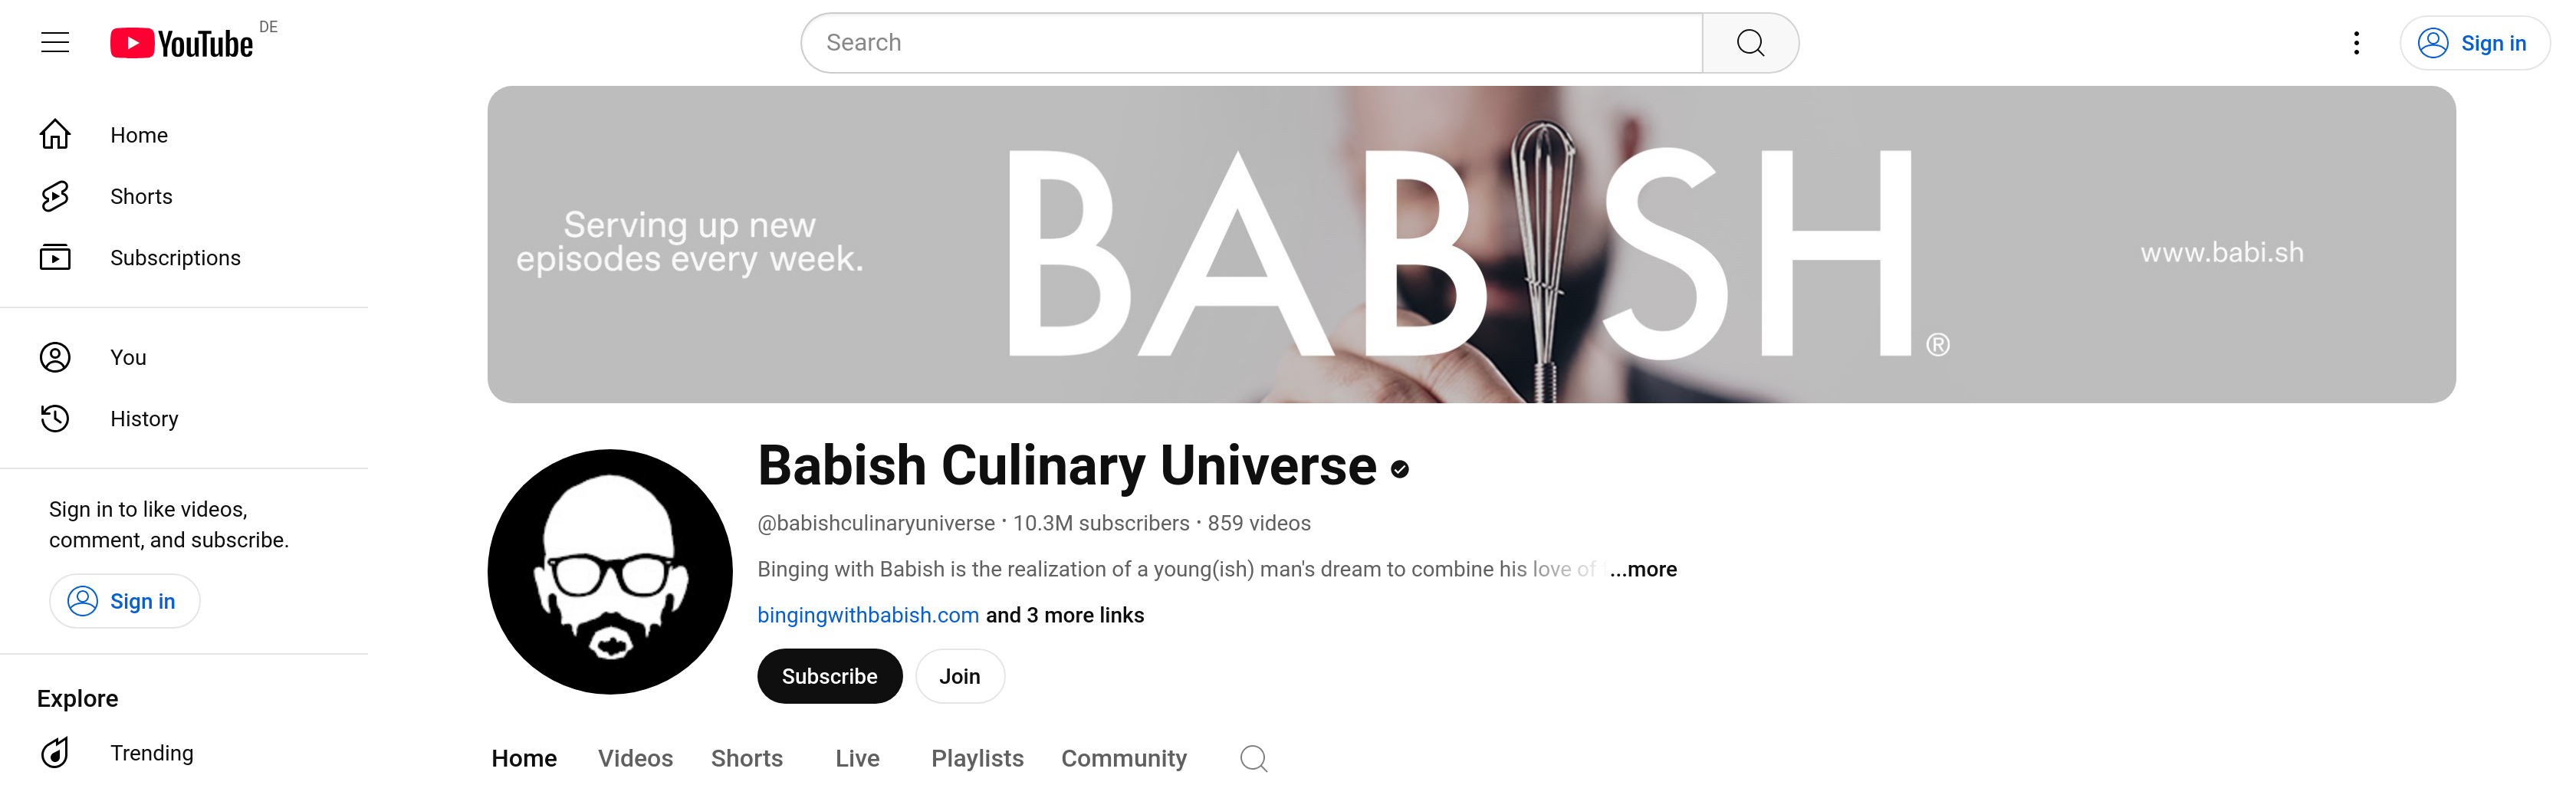 YouTube DE
Search
Sign in
Home
Shorts
Subscriptions
You
History
Sign in to like videos,
comment, and subscribe.
Sign in
Explore
Trending
Serving up new
episodes every week.
BABISH®
www.babi.sh
Babish Culinary Universe
@babishculinaryuniverse • 10.3M subscribers • 859 videos
Binging with Babish is the realization of a young(ish) man's dream to combine his love of ...more
bingingwithbabish.com and 3 more links
Subscribe Join
Home Videos Shorts Live Playlists Community